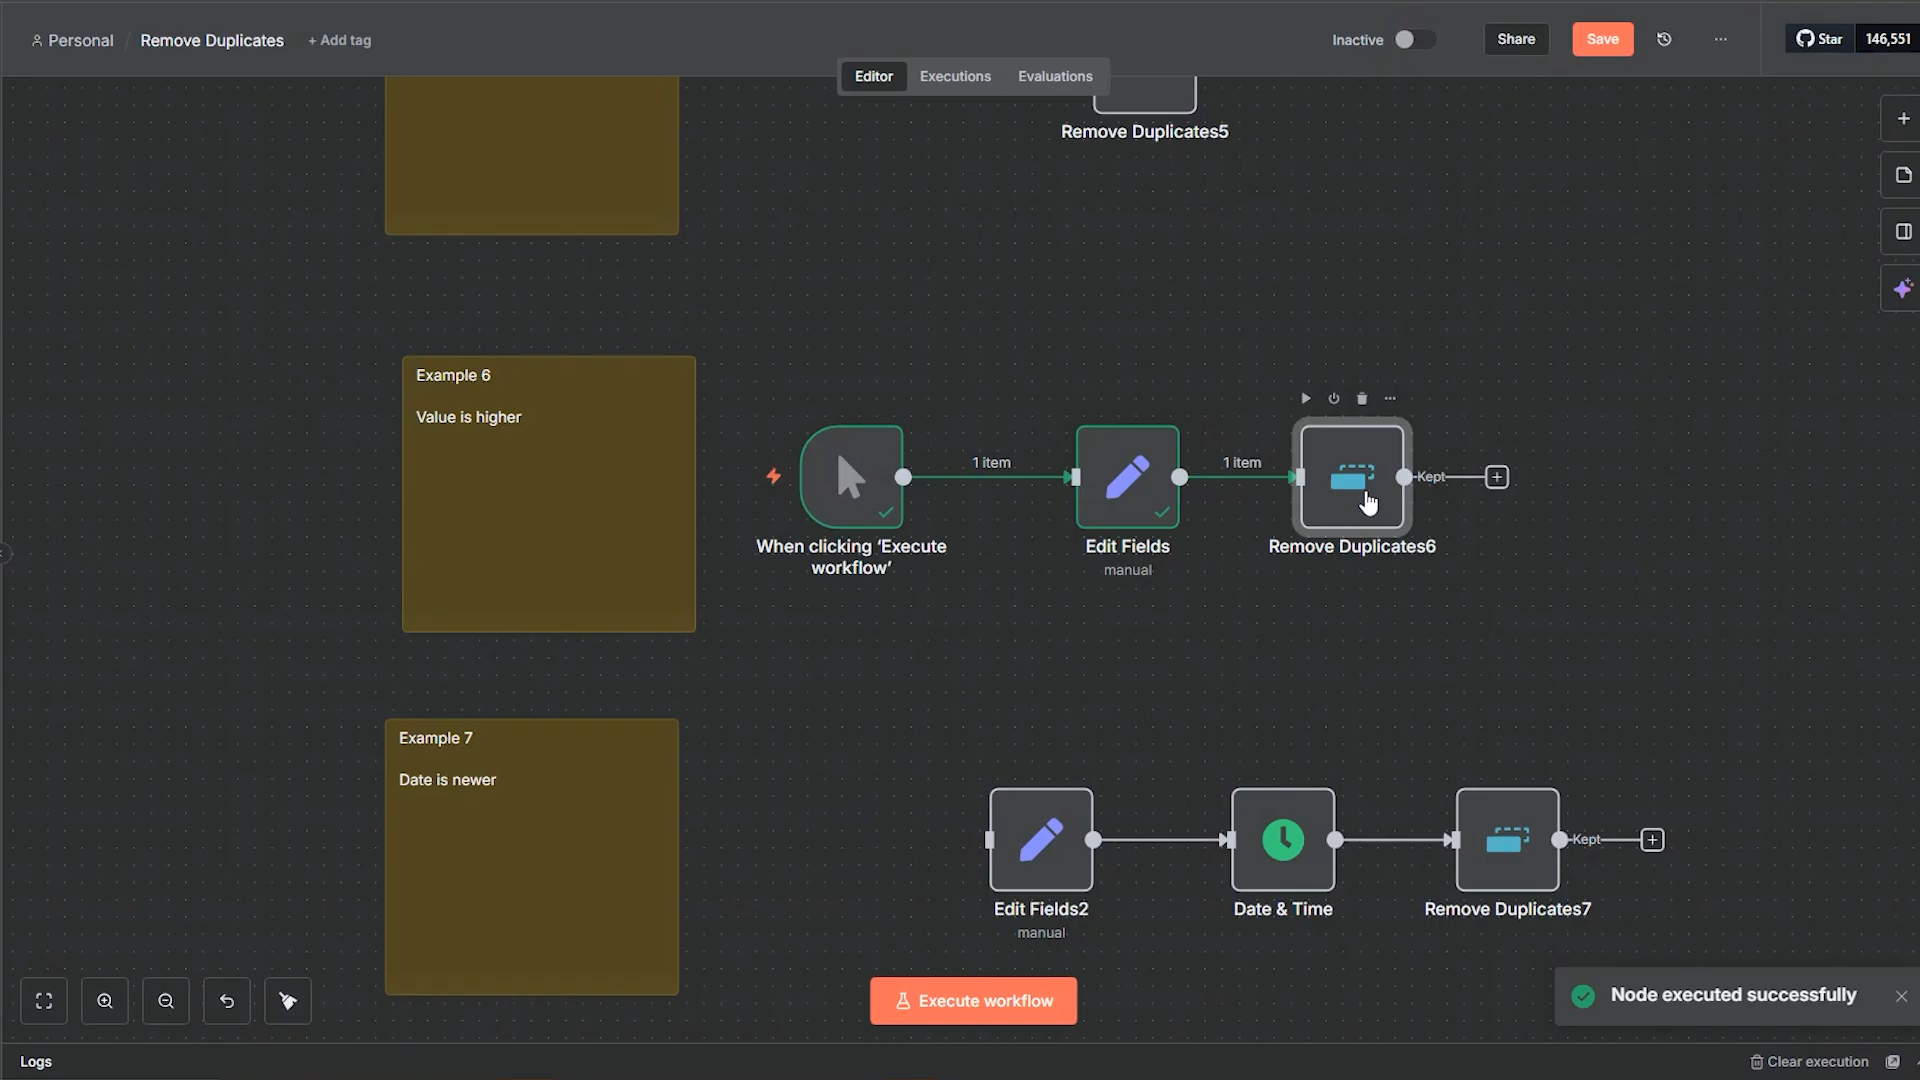 Personal / Remove Duplicates + Add tag
Inactive
Share
Save
Star 146,551
Editor Executions Evaluations
Remove Duplicates5
Example 6
Value is higher
1 item
1 item
Kept
When clicking ‘Execute
workflow’
Edit Fields
manual
Remove Duplicates6
Example 7
Date is newer
Kept
Edit Fields2
manual
Date & Time
Remove Duplicates7
Execute workflow
Node executed successfully
Logs
Clear execution